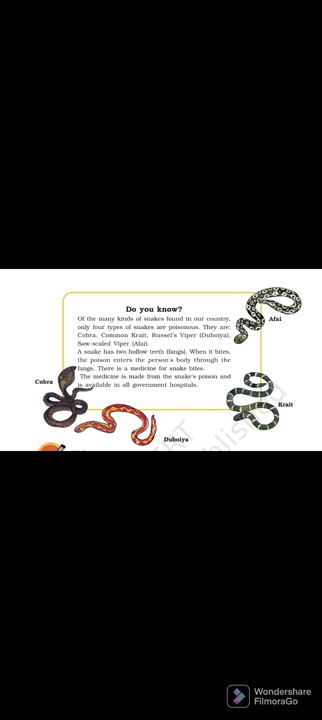 Do you know?
Of the many kinds of snakes found in our country,
only four types of snakes are poisonous. They are:
Cobra, Common Krait, Russel's Viper (Duboiya),
Saw-scaled Viper (Afai).
A snake has two hollow teeth (fangs). When it bites,
the poison enters the person's body through the
fangs. There is a medicine for snake bites.
The medicine is made from the snake's poison and
is available in all government hospitals.
Afai
Cobra
Krait
Duboiya
Wondershare
FilmoraGo